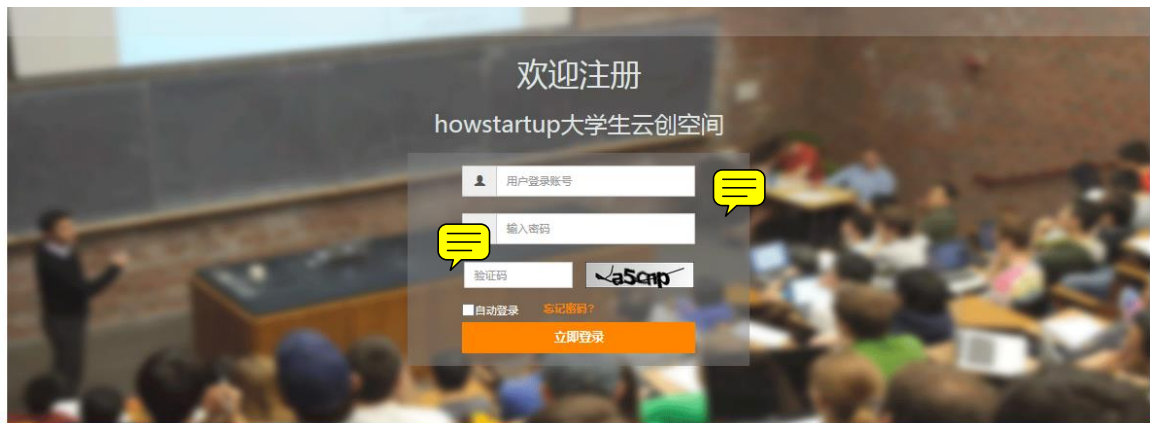 欢迎注册
howstartup大学生云创空间
用户登录账号
输入密码
验证码
a5cnp
自动登录 忘记密码？
立即登录